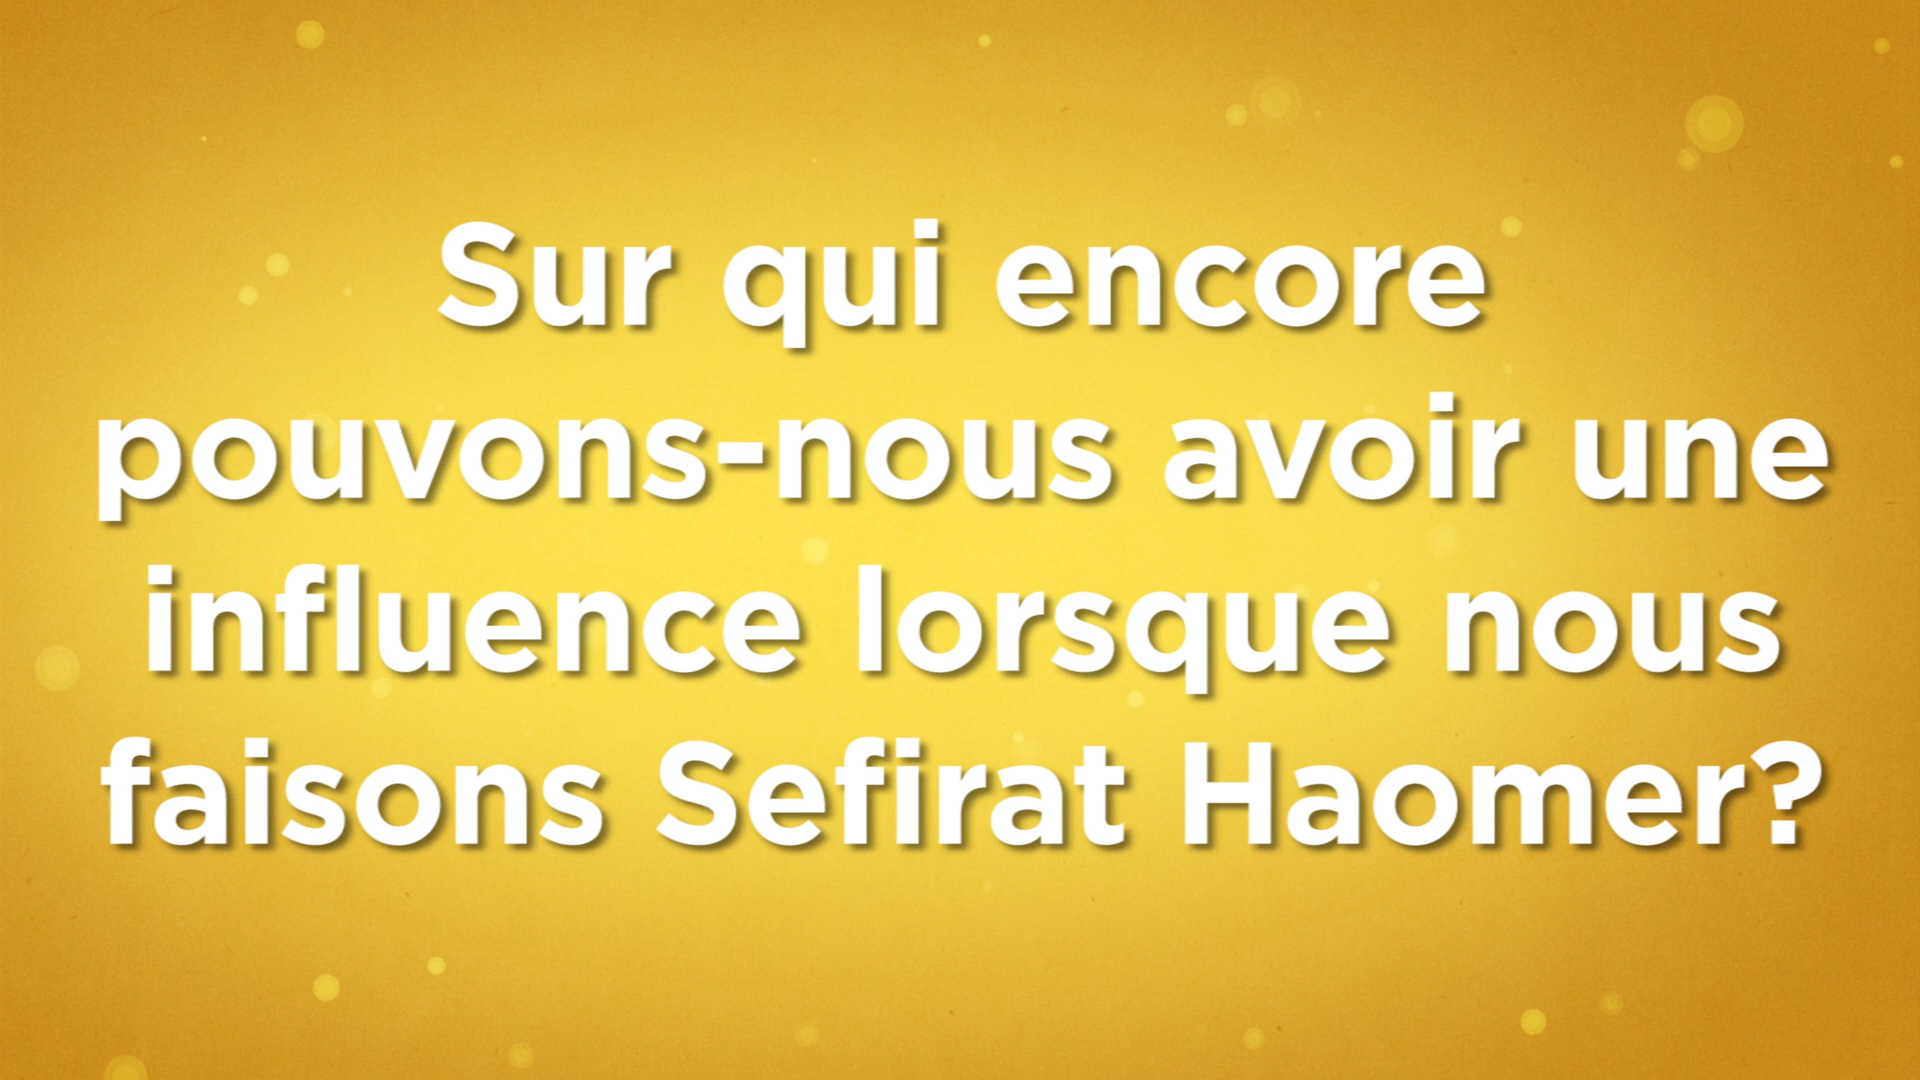 Sur qui encore
pouvons-nous avoir une
influence lorsque nous
faisons Sefirat Haomer?